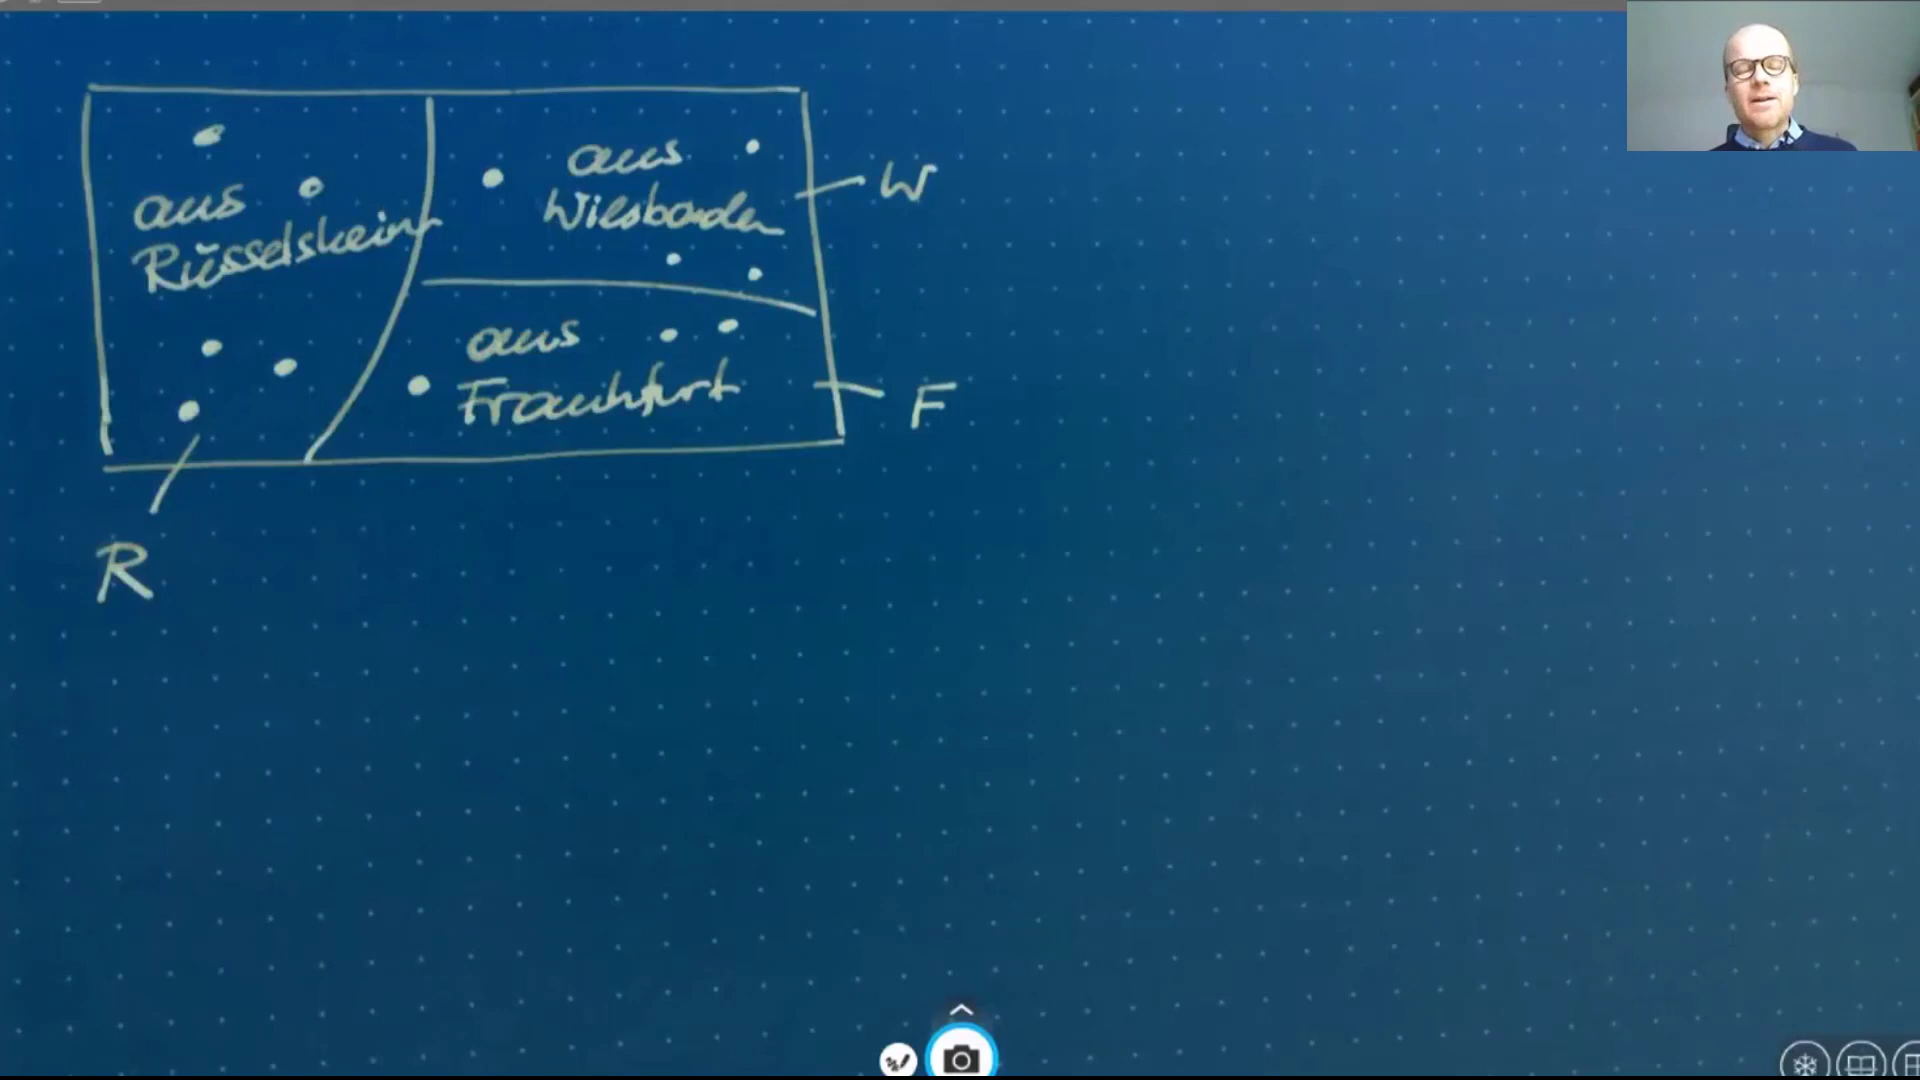 aus
Rüsselsheim
aus
Wiesbaden
W
aus
Frankfurt
F
R